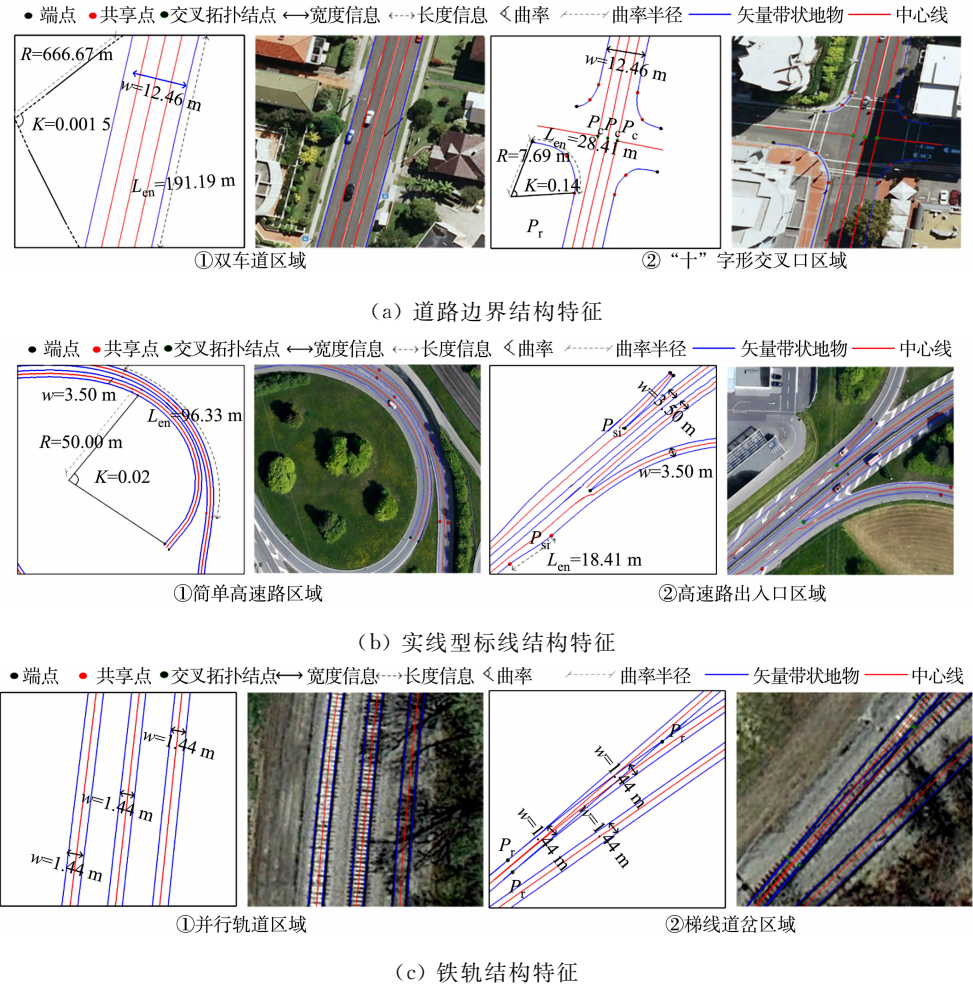 端点 共享点 交叉拓扑结点 宽度信息 长度信息 曲率 曲率半径 矢量带状地物 中心线
R=666.67 m
w=12.46 m
K=0.001 5
Len=191.19 m
w=12.46 m
Pc Pc Pc
Len=28.41 m
R=7.69 m
K=0.14
Pr
①双车道区域
②“十”字形交叉口区域
(a) 道路边界结构特征
端点 共享点 交叉拓扑结点 宽度信息 长度信息 曲率 曲率半径 矢量带状地物 中心线
w=3.50 m
Len=96.33 m
R=50.00 m
K=0.02
w=3.50 m
Psi
w=3.50 m
Psi
Len=18.41 m
①简单高速路区域
②高速路出入口区域
(b) 实线型标线结构特征
端点 共享点 交叉拓扑结点 宽度信息 长度信息 曲率 曲率半径 矢量带状地物 中心线
w=1.44 m
w=1.44 m
w=1.44 m
Pr
w=1.44 m
w=1.44 m
w=1.44 m
Pr
Pr
①并行轨道区域
②梯线道岔区域
(c) 铁轨结构特征